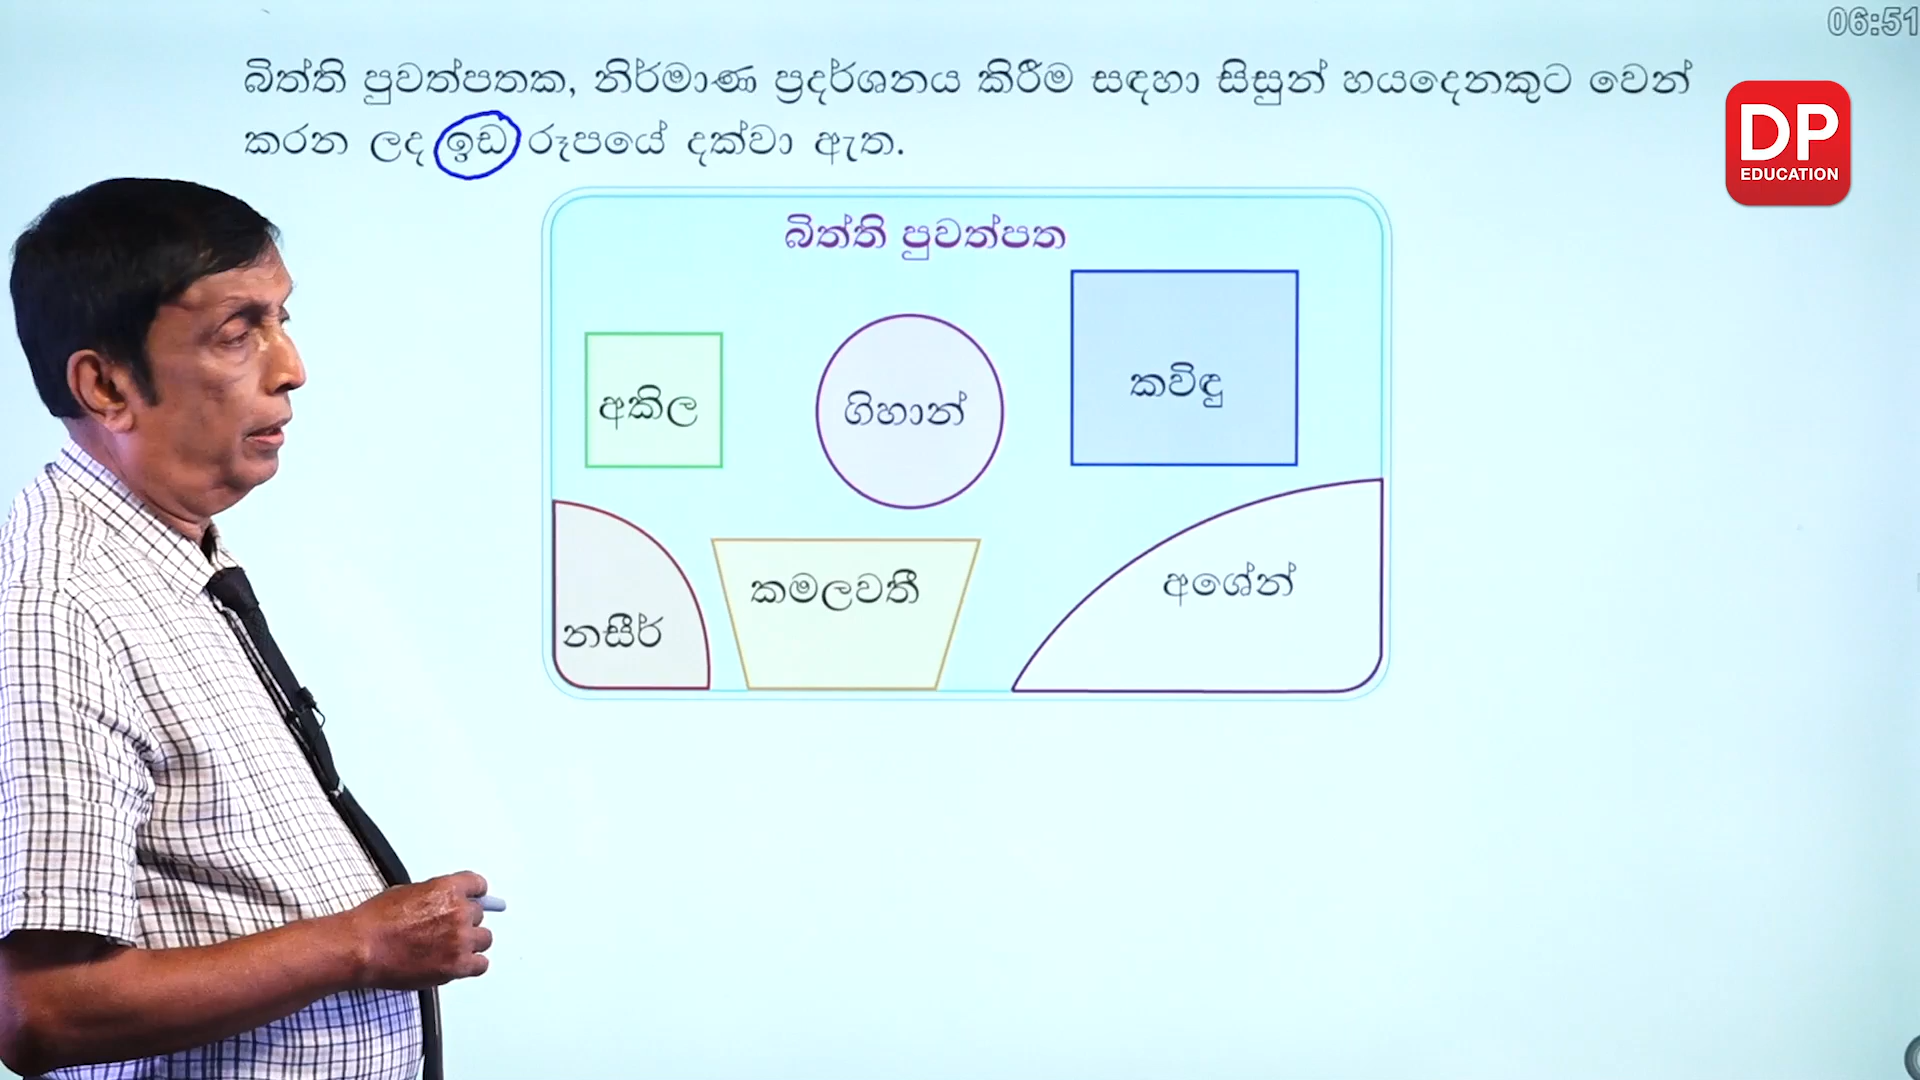 06:51
බිත්ති පුවත්පතක, නිර්මාණ ප්‍රදර්ශනය කිරීම සඳහා සිසුන් හයදෙනකුට වෙන්
කරන ලද ඉඩ රූපයේ දක්වා ඇත.
DP
EDUCATION
බිත්ති පුවත්පත
අකිල
ගිහාන්
කවිඳු
නසීර්
කමලවතී
අශේන්